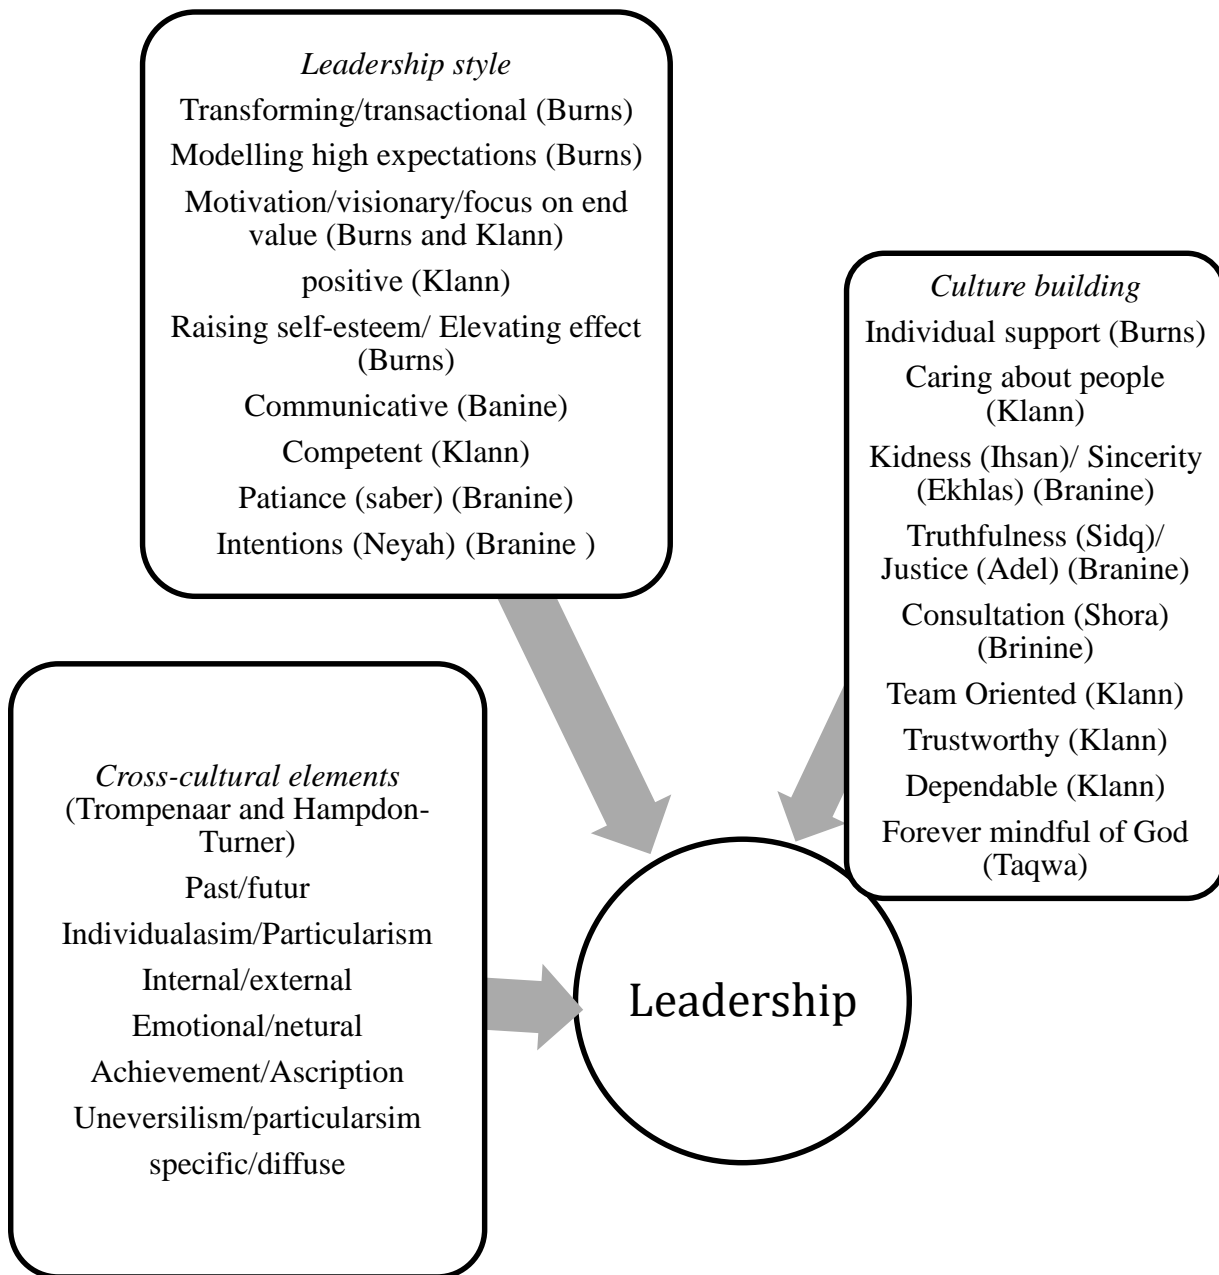 Leadership style
Transforming/transactional (Burns)
Modelling high expectations (Burns)
Motivation/visionary/focus on end
value (Burns and Klann)
positive (Klann)
Raising self-esteem/ Elevating effect
(Burns)
Communicative (Banine)
Competent (Klann)
Patiance (saber) (Branine)
Intentions (Neyah) (Branine )
Culture building
Individual support (Burns)
Caring about people
(Klann)
Kidness (Ihsan)/ Sincerity
(Ekhlas) (Branine)
Truthfulness (Sidq)/
Justice (Adel) (Branine)
Consultation (Shora)
(Brinine)
Team Oriented (Klann)
Trustworthy (Klann)
Dependable (Klann)
Forever mindful of God
(Taqwa)
Cross-cultural elements
(Trompenaar and Hampdon-
Turner)
Past/futur
Individualasim/Particularism
Internal/external
Emotional/netural
Achievement/Ascription
Uneversilism/particularsim
specific/diffuse
Leadership